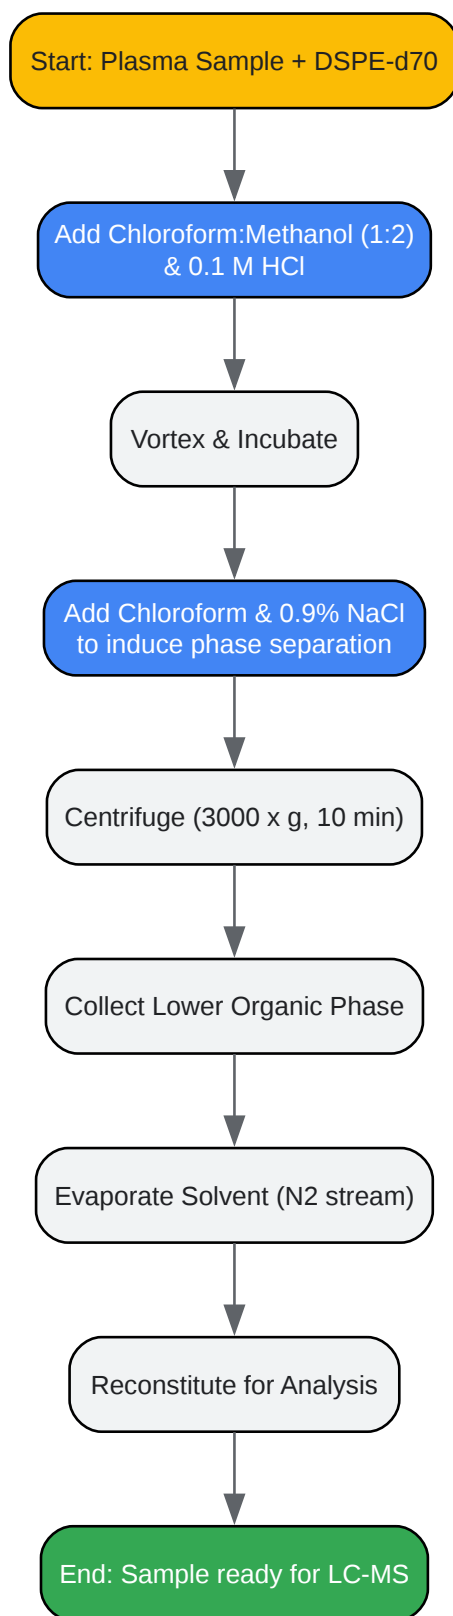 Start: Plasma Sample + DSPE-d70
Add Chloroform:Methanol (1:2)
& 0.1 M HCl
Vortex & Incubate
Add Chloroform & 0.9% NaCl
to induce phase separation
Centrifuge (3000 x g, 10 min)
Collect Lower Organic Phase
Evaporate Solvent (N2 stream)
Reconstitute for Analysis
End: Sample ready for LC-MS